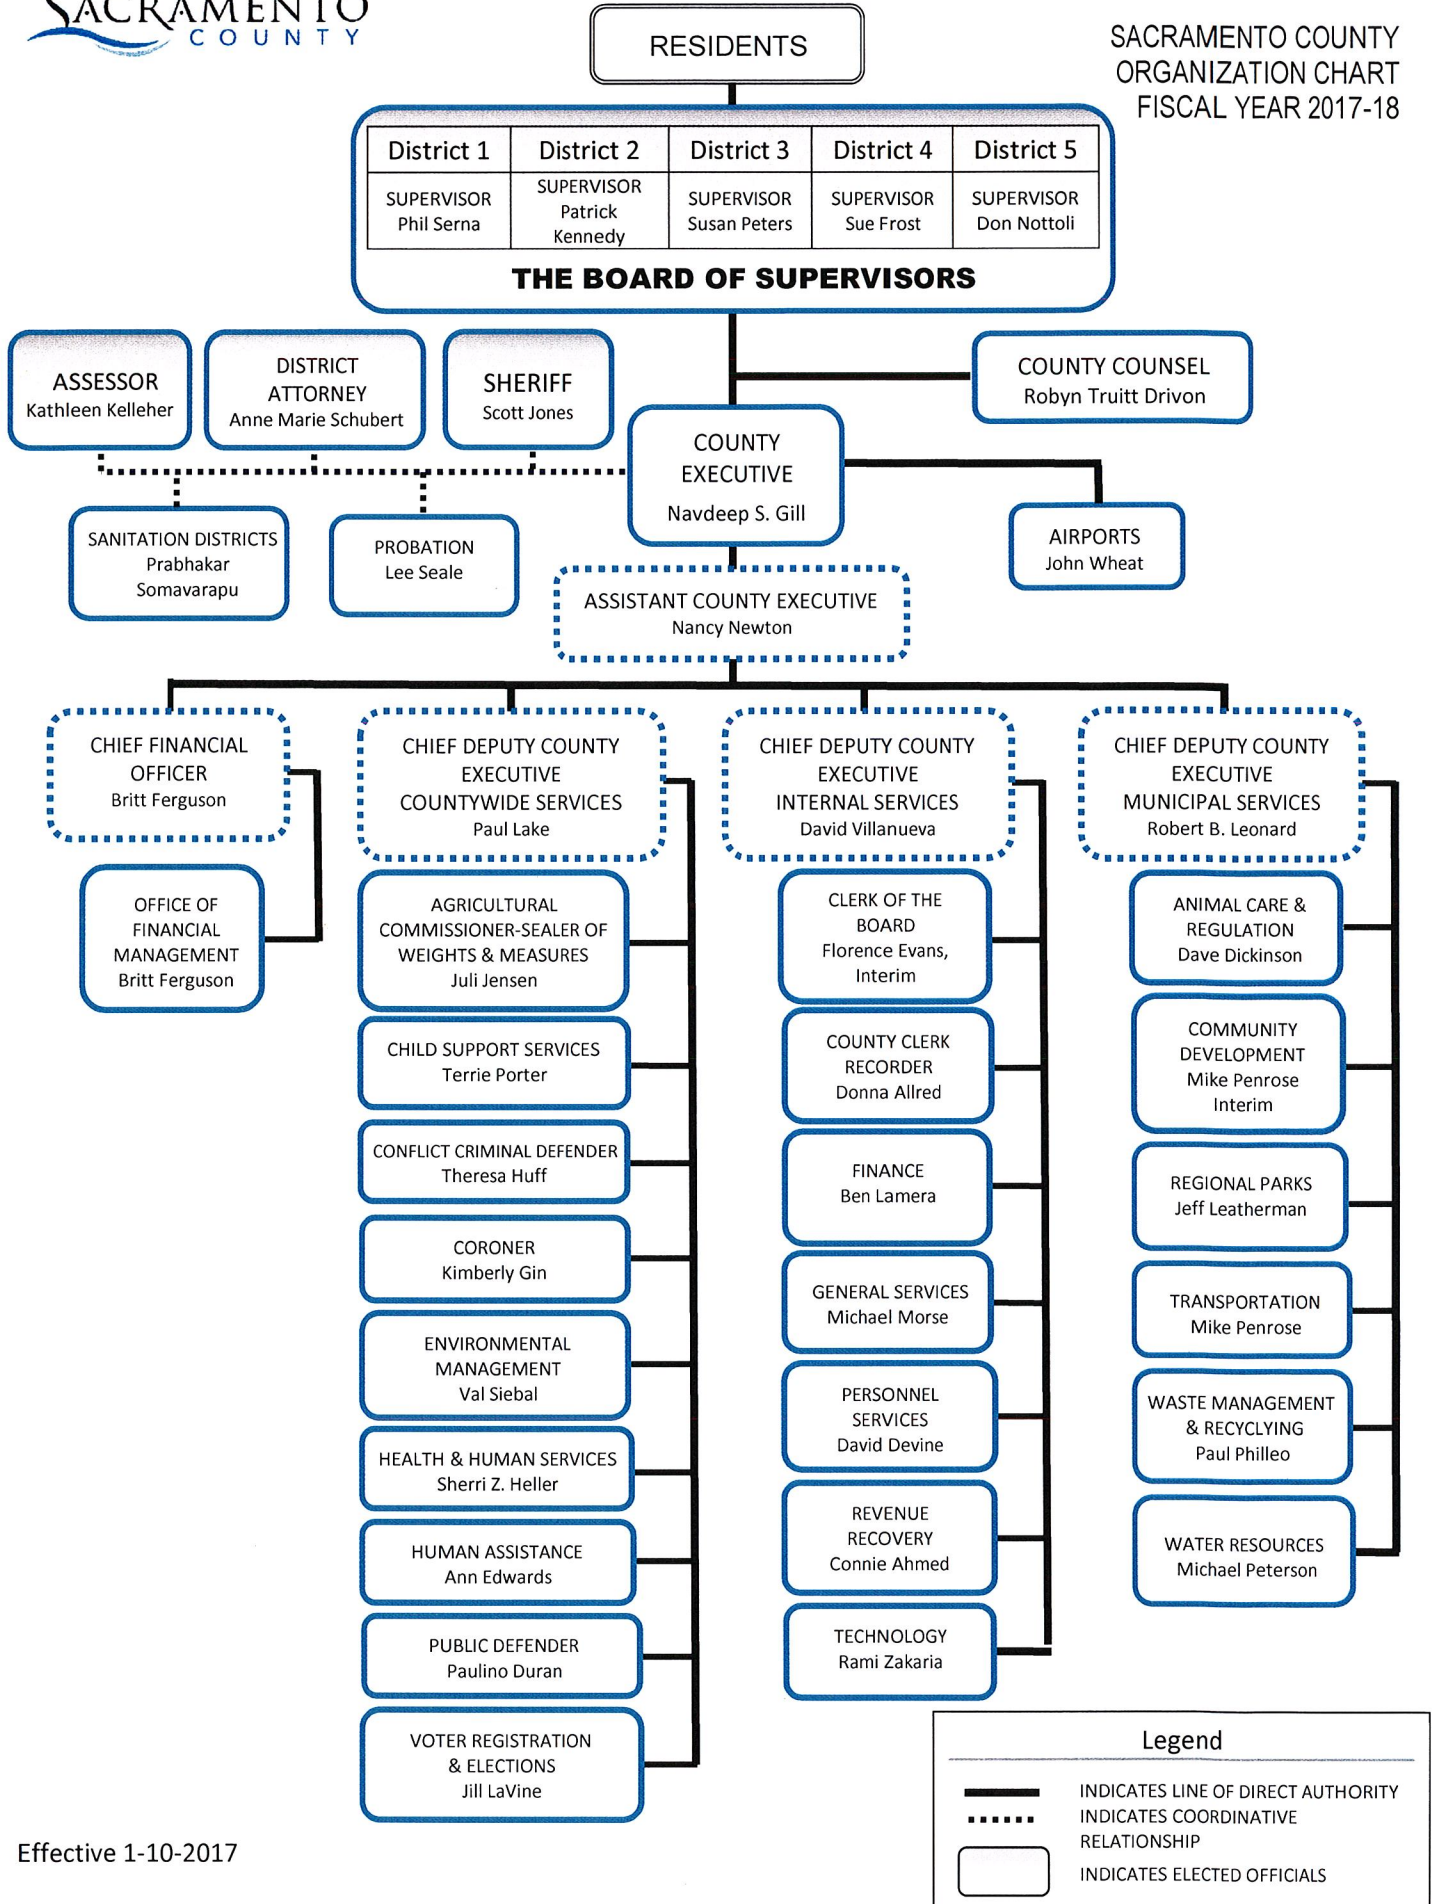 SACRAMENTO
COUNTY
RESIDENTS
SACRAMENTO COUNTY
ORGANIZATION CHART
FISCAL YEAR 2017-18
District 1
District 2
District 3
District 4
District 5
SUPERVISOR
Phil Serna
SUPERVISOR
Patrick
Kennedy
SUPERVISOR
Susan Peters
SUPERVISOR
Sue Frost
SUPERVISOR
Don Nottoli
THE BOARD OF SUPERVISORS
ASSESSOR
Kathleen Kelleher
DISTRICT
ATTORNEY
Anne Marie Schubert
SHERIFF
Scott Jones
COUNTY COUNSEL
Robyn Truitt Drivon
COUNTY
EXECUTIVE
Navdeep S. Gill
SANITATION DISTRICTS
Prabhakar
Somavarapu
PROBATION
Lee Seale
AIRPORTS
John Wheat
ASSISTANT COUNTY EXECUTIVE
Nancy Newton
CHIEF FINANCIAL
OFFICER
Britt Ferguson
OFFICE OF
FINANCIAL
MANAGEMENT
Britt Ferguson
CHIEF DEPUTY COUNTY
EXECUTIVE
COUNTYWIDE SERVICES
Paul Lake
AGRICULTURAL
COMMISSIONER-SEALER OF
WEIGHTS & MEASURES
Juli Jensen
CHILD SUPPORT SERVICES
Terrie Porter
CONFLICT CRIMINAL DEFENDER
Theresa Huff
CORONER
Kimberly Gin
ENVIRONMENTAL
MANAGEMENT
Val Siebal
HEALTH & HUMAN SERVICES
Sherri Z. Heller
HUMAN ASSISTANCE
Ann Edwards
PUBLIC DEFENDER
Paulino Duran
VOTER REGISTRATION
& ELECTIONS
Jill LaVine
CHIEF DEPUTY COUNTY
EXECUTIVE
INTERNAL SERVICES
David Villanueva
CLERK OF THE
BOARD
Florence Evans,
Interim
COUNTY CLERK
RECORDER
Donna Allred
FINANCE
Ben Lamera
GENERAL SERVICES
Michael Morse
PERSONNEL
SERVICES
David Devine
REVENUE
RECOVERY
Connie Ahmed
TECHNOLOGY
Rami Zakaria
CHIEF DEPUTY COUNTY
EXECUTIVE
MUNICIPAL SERVICES
Robert B. Leonard
ANIMAL CARE &
REGULATION
Dave Dickinson
COMMUNITY
DEVELOPMENT
Mike Penrose
Interim
REGIONAL PARKS
Jeff Leatherman
TRANSPORTATION
Mike Penrose
WASTE MANAGEMENT
& RECYCLYING
Paul Philleo
WATER RESOURCES
Michael Peterson
Legend
INDICATES LINE OF DIRECT AUTHORITY
INDICATES COORDINATIVE
RELATIONSHIP
INDICATES ELECTED OFFICIALS
Effective 1-10-2017